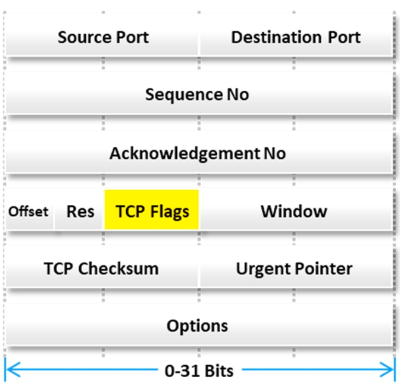 Source Port Destination Port
Sequence No
Acknowledgement No
Offset Res TCP Flags Window
TCP Checksum Urgent Pointer
Options
0-31 Bits